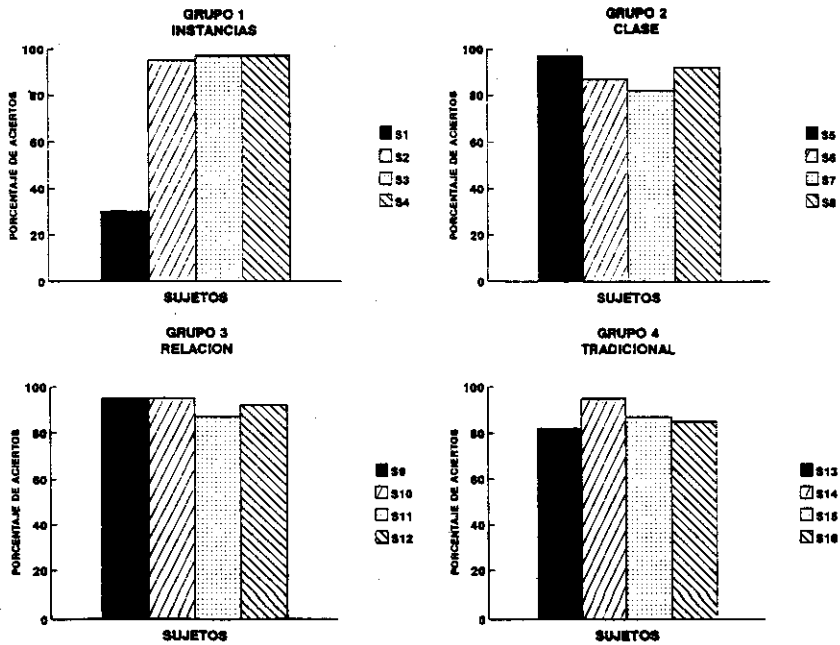 GRUPO 1
INSTANCIAS
PORCENTAJE DE ACIERTOS
100
80
60
40
20
0
SUJETOS
S1
S2
S3
S4
GRUPO 2
CLASE
PORCENTAJE DE ACIERTOS
100
80
60
40
20
0
SUJETOS
S5
S6
S7
S8
GRUPO 3
RELACION
PORCENTAJE DE ACIERTOS
100
80
60
40
20
0
SUJETOS
S9
S10
S11
S12
GRUPO 4
TRADICIONAL
PORCENTAJE DE ACIERTOS
100
80
60
40
20
0
SUJETOS
S13
S14
S15
S16